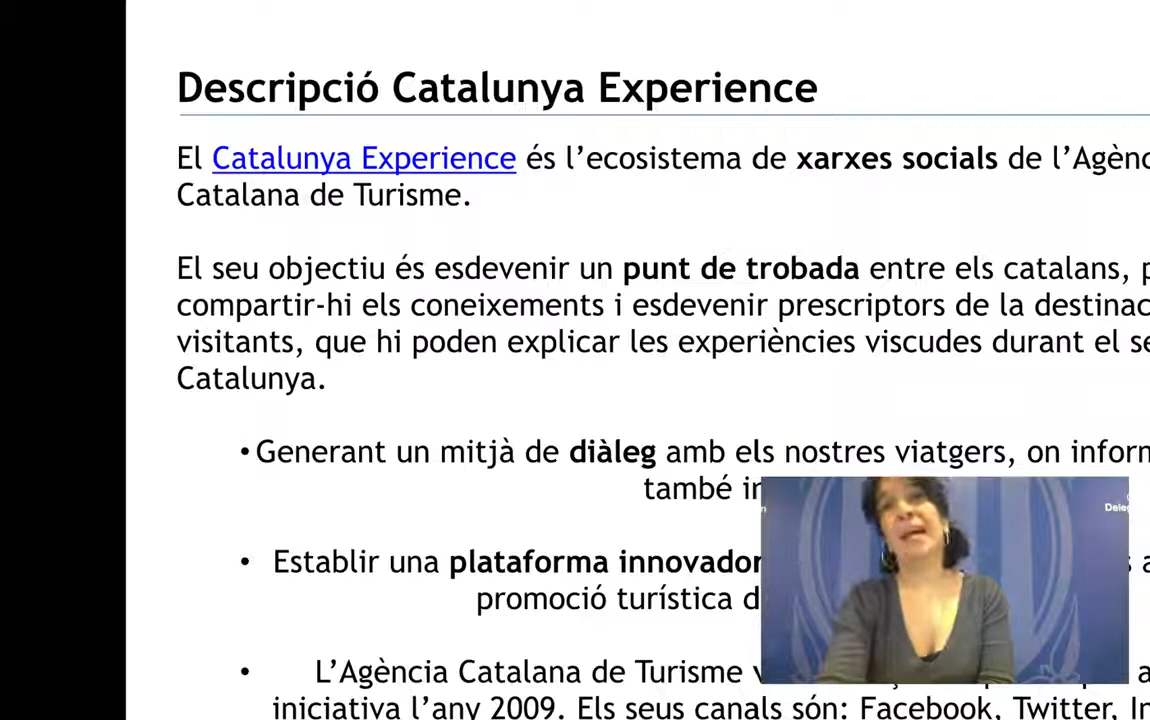 Descripció Catalunya Experience
El Catalunya Experience és l’ecosistema de xarxes socials de l’Agènc
Catalana de Turisme.
El seu objectiu és esdevenir un punt de trobada entre els catalans, p
compartir-hi els coneixements i esdevenir prescriptors de la destinac
visitants, que hi poden explicar les experiències viscudes durant el se
Catalunya.
•Generant un mitjà de diàleg amb els nostres viatgers, on inform
també in
Deleg
• Establir una plataforma innovador
promoció turística d
• L’Agència Catalana de Turisme v
iniciativa l’any 2009. Els seus canals són: Facebook, Twitter, In